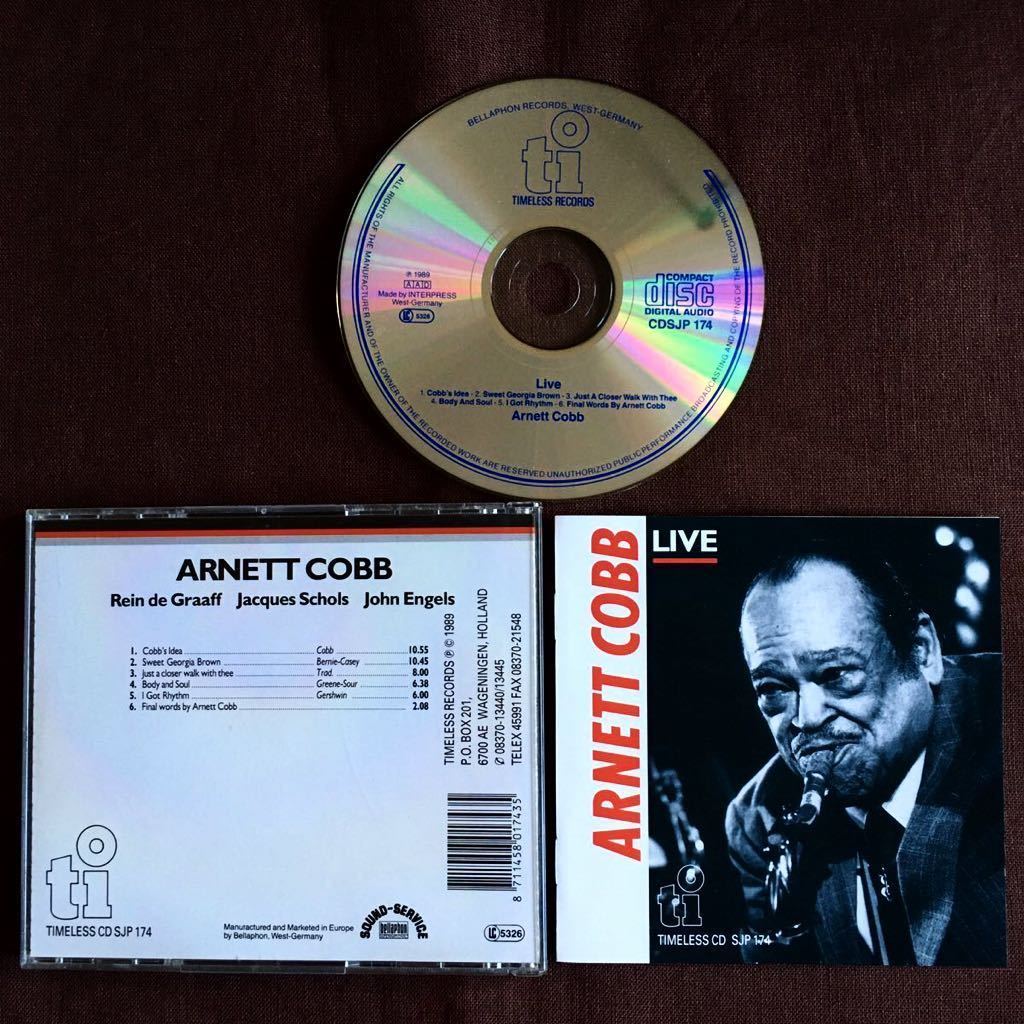 BELLAPHON RECORDS, WEST-GERMANY
ti
TIMELESS RECORDS
ALL RIGHTS OF THE MANUFACTURER AND OF THE OWNER OF THE RECORDED WORK ARE RESERVED·UNAUTHORIZED PUBLIC PERFORMANCE BROADCASTING AND COPYING OF THE RECORD PROHIBITED
℗ 1989
AAD
Made by INTERPRESS
West-Germany
LC 5326
COMPACT
disc
DIGITAL AUDIO
CDSJP 174
Live
1. Cobb's Idea - 2. Sweet Georgia Brown - 3. Just A Closer Walk With Thee
4. Body And Soul - 5. I Got Rhythm - 6. Final Words By Arnett Cobb
Arnett Cobb
ARNETT COBB
Rein de Graaff Jacques Schols John Engels
1. Cobb's Idea Cobb 10.55
2. Sweet Georgia Brown Bernie-Casey 10.45
3. Just a closer walk with thee Trad. 8.00
4. Body and Soul Greene-Sour 6.38
5. I Got Rhythm Gershwin 6.00
6. Final words by Arnett Cobb 2.08
TIMELESS RECORDS ℗ © 1989
P.O. BOX 201,
6700 AE WAGENINGEN, HOLLAND
✆ 08370-13440/13445
TELEX 45991 FAX 08370-21548
8 711458 017435
ti
TIMELESS CD SJP 174
Manufactured and Marketed in Europe
by Bellaphon, West-Germany
SOUND-SERVICE
bellaphon
LC 5326
ARNETT COBB
LIVE
ti
TIMELESS CD SJP 174